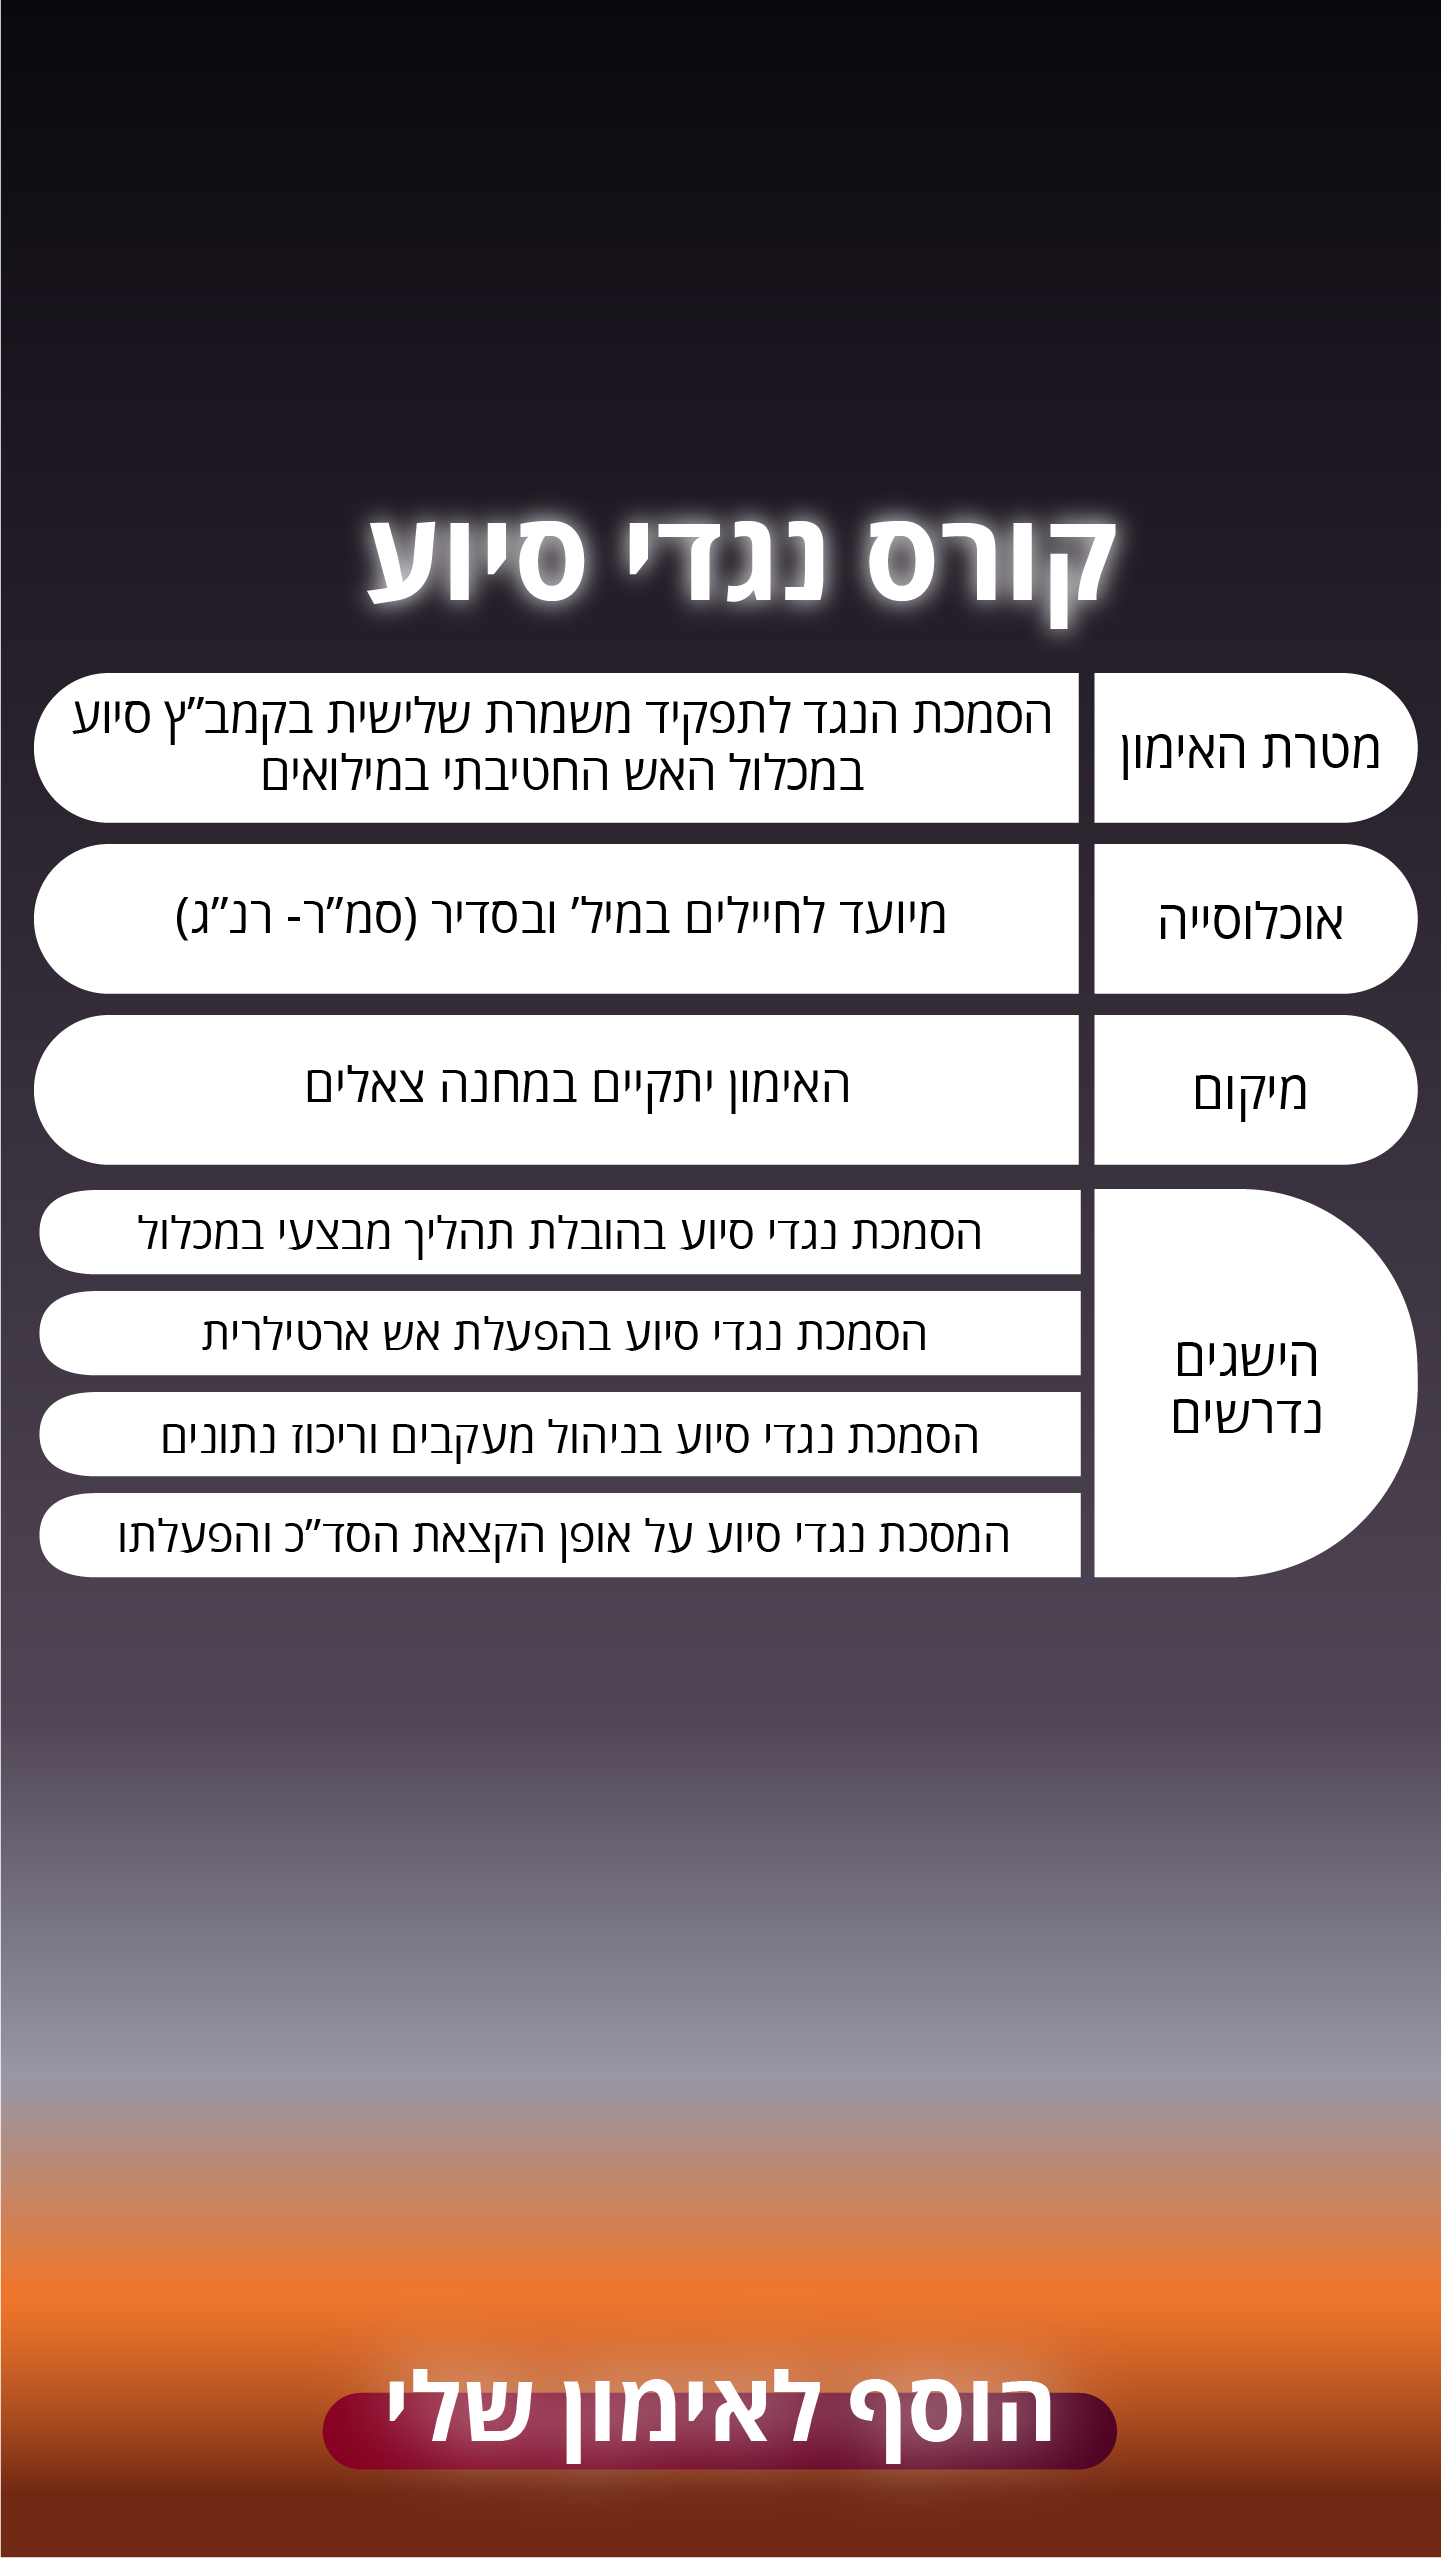 קורס נגדי סיוע
מטרת האימון
הסמכת הנגד לתפקיד משמרת שלישית בקמב״ץ סיוע
במכלול האש החטיבתי במילואים
אוכלוסייה
מיועד לחיילים במיל׳ ובסדיר (סמ״ר- רנ״ג)
מיקום
האימון יתקיים במחנה צאלים
הישגים
נדרשים
הסמכת נגדי סיוע בהובלת תהליך מבצעי במכלול
הסמכת נגדי סיוע בהפעלת אש ארטילרית
הסמכת נגדי סיוע בניהול מעקבים וריכוז נתונים
המסכת נגדי סיוע על אופן הקצאת הסד״כ והפעלתו
הוסף לאימון שלי